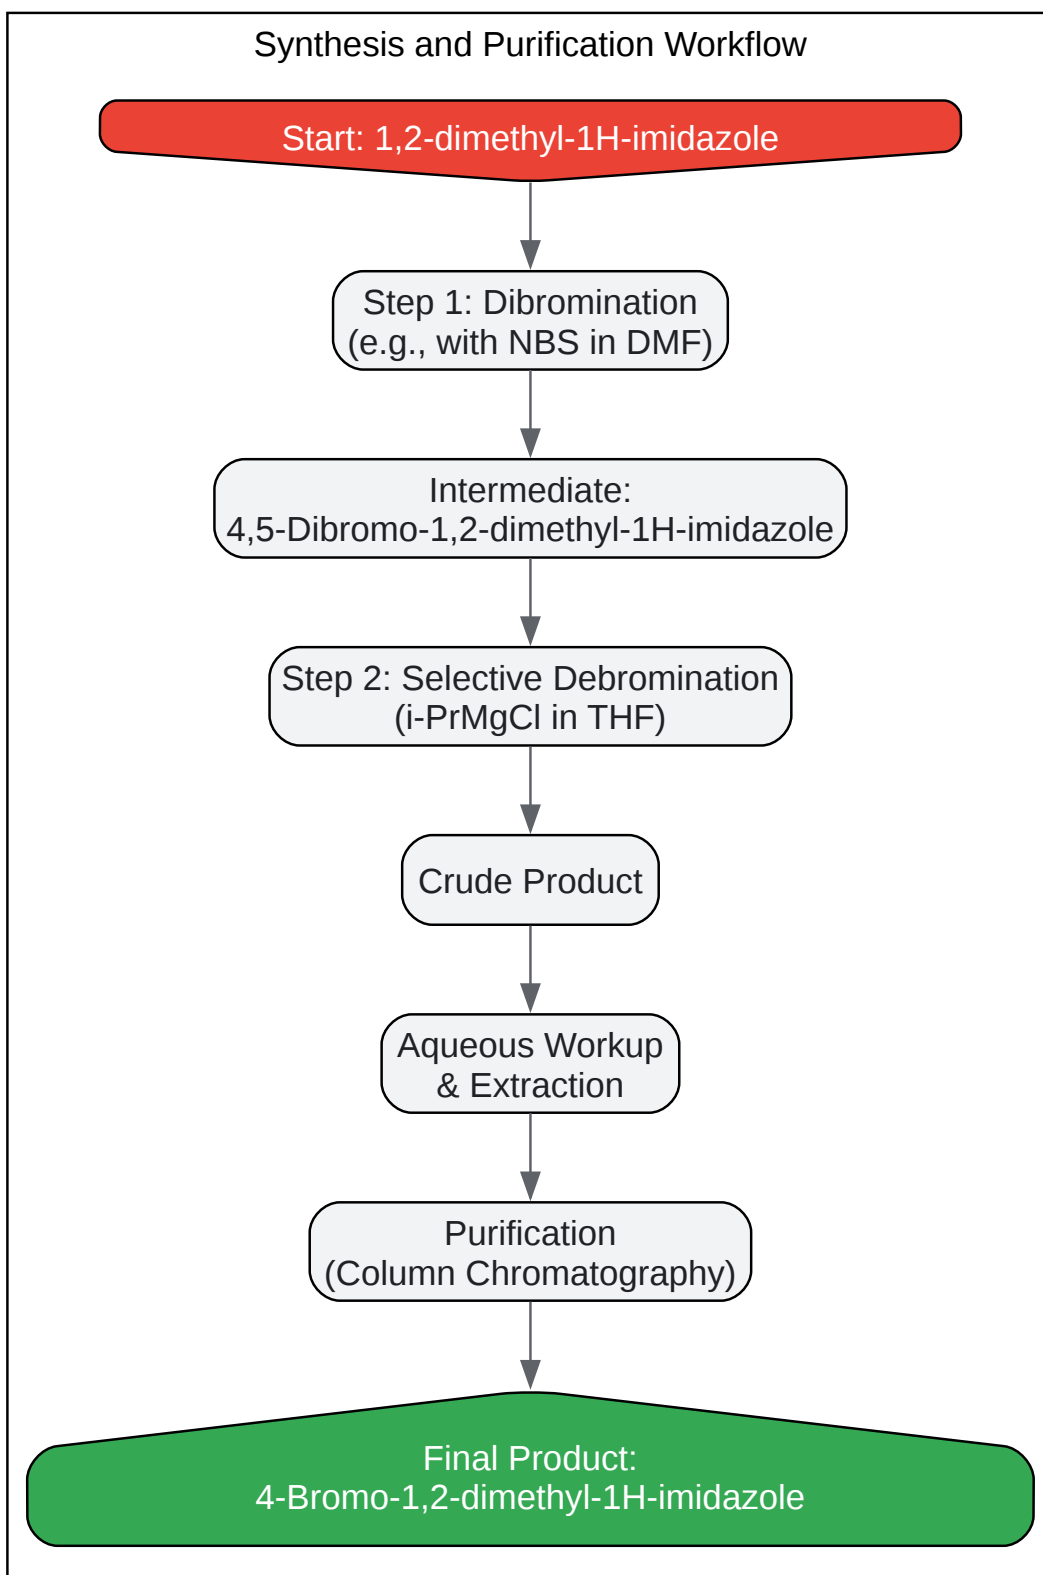 Synthesis and Purification Workflow
Start: 1,2-dimethyl-1H-imidazole
Step 1: Dibromination
(e.g., with NBS in DMF)
Intermediate:
4,5-Dibromo-1,2-dimethyl-1H-imidazole
Step 2: Selective Debromination
(i-PrMgCl in THF)
Crude Product
Aqueous Workup
& Extraction
Purification
(Column Chromatography)
Final Product:
4-Bromo-1,2-dimethyl-1H-imidazole